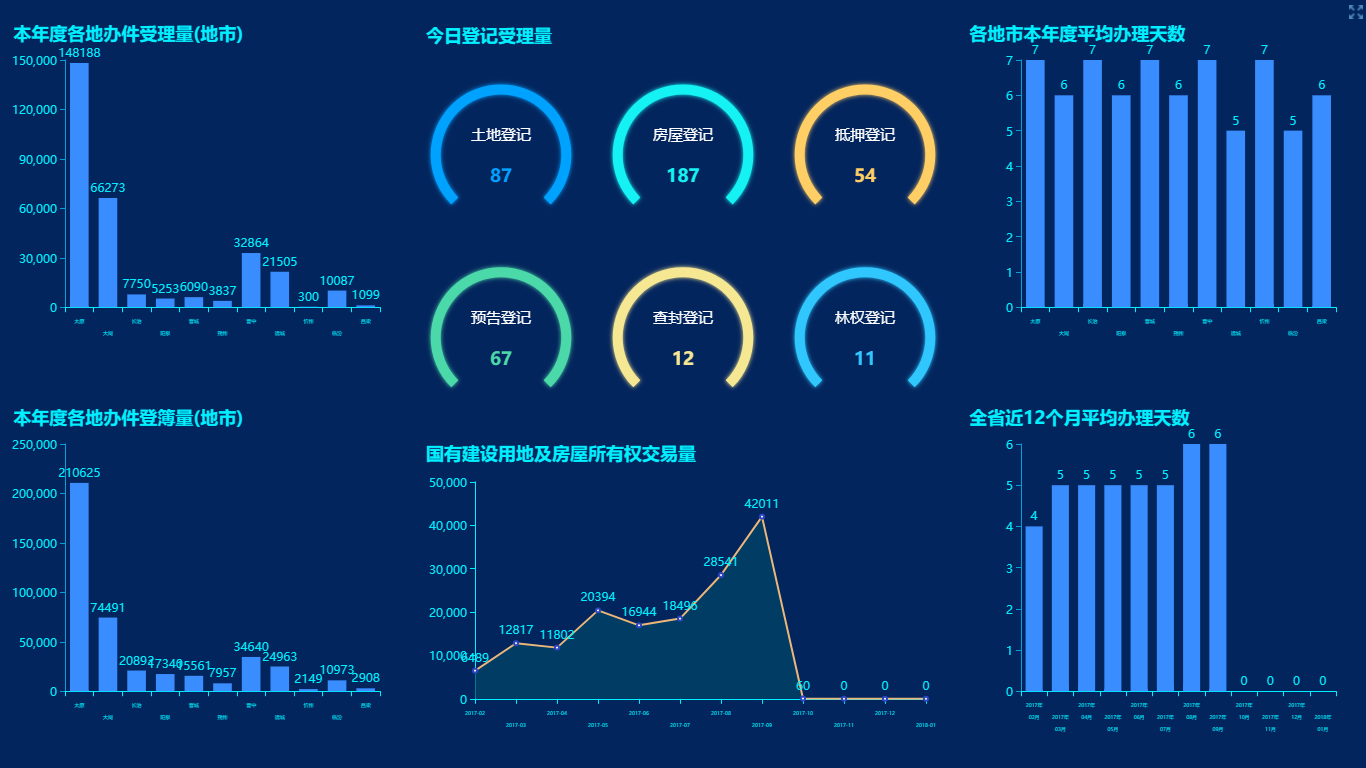 本年度各地办件受理量(地市)
150,000
120,000
90,000
60,000
30,000
0
148188
66273
7750
5253
6090
3837
32864
21505
300
10087
1099
太原
大同
长治
阳泉
晋城
朔州
晋中
运城
忻州
临汾
吕梁
今日登记受理量
土地登记
87
房屋登记
187
抵押登记
54
预告登记
67
查封登记
12
林权登记
11
各地市本年度平均办理天数
7
6
5
4
3
2
1
0
7
6
7
6
7
6
7
5
7
5
6
太原
大同
长治
阳泉
晋城
朔州
晋中
运城
忻州
临汾
吕梁
本年度各地办件登簿量(地市)
250,000
200,000
150,000
100,000
50,000
0
210625
74491
20892
17340
15561
7957
34640
24963
2149
10973
2908
太原
大同
长治
阳泉
晋城
朔州
晋中
运城
忻州
临汾
吕梁
国有建设用地及房屋所有权交易量
50,000
40,000
30,000
20,000
10,000
0
6489
12817
11802
20394
16944
18496
28541
42011
60
0
0
0
2017-02
2017-03
2017-04
2017-05
2017-06
2017-07
2017-08
2017-09
2017-10
2017-11
2017-12
2018-01
全省近12个月平均办理天数
6
5
4
3
2
1
0
4
5
5
5
5
5
6
6
0
0
0
0
2017年
02月
2017年
03月
2017年
04月
2017年
05月
2017年
06月
2017年
07月
2017年
08月
2017年
09月
2017年
10月
2017年
11月
2017年
12月
2018年
01月